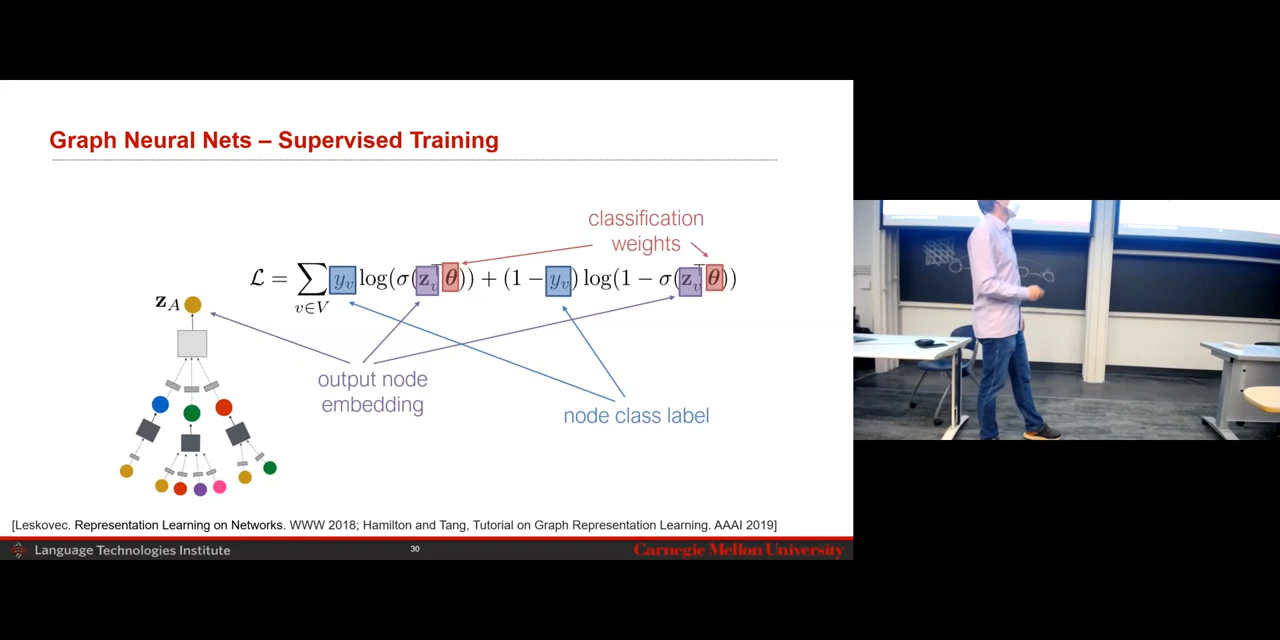 Graph Neural Nets – Supervised Training
classification
weights
ℒ = ∑ y_v log(σ(z_v^⊤ θ)) + (1 − y_v) log(1 − σ(z_v^⊤ θ))
v∈V
z_A
output node
embedding
node class label
[Leskovec. Representation Learning on Networks. WWW 2018; Hamilton and Tang, Tutorial on Graph Representation Learning. AAAI 2019]
Language Technologies Institute
30
Carnegie Mellon University